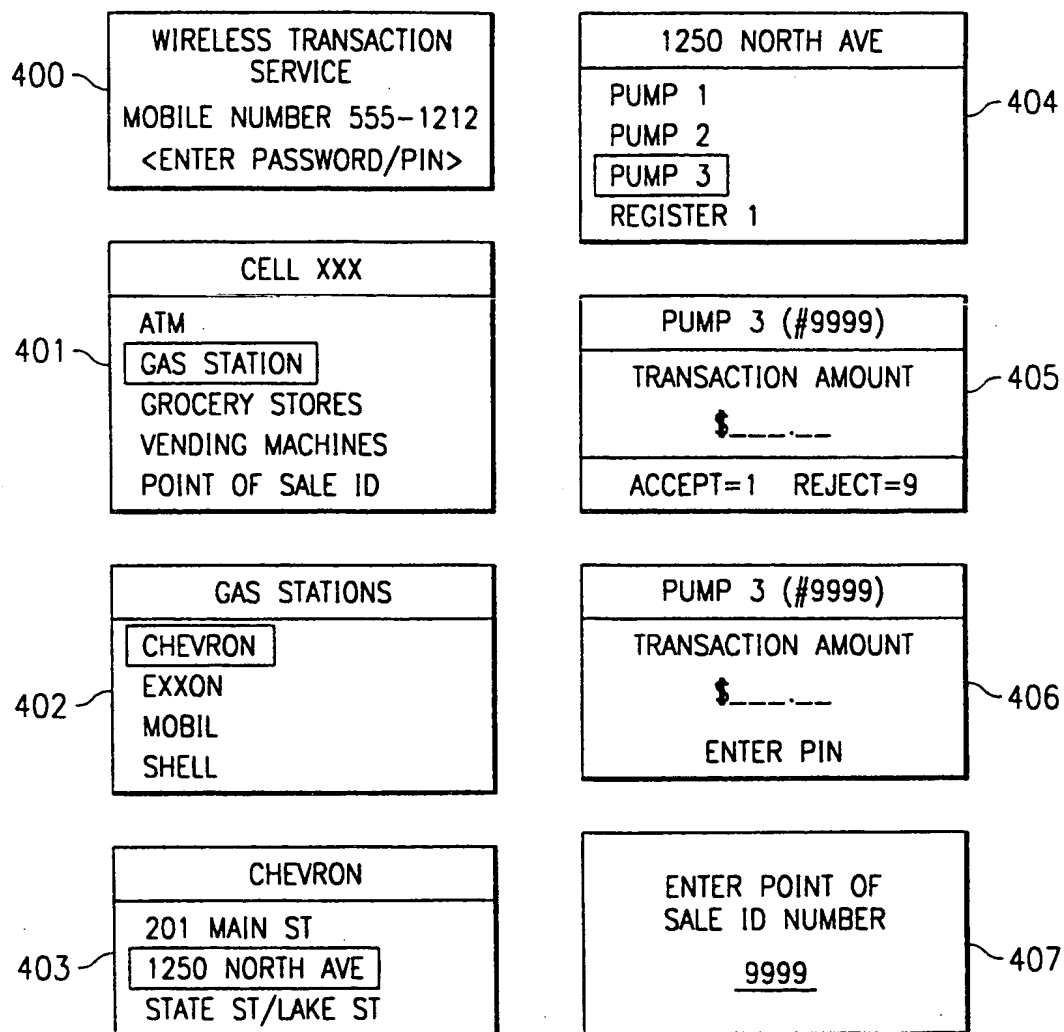 400
WIRELESS TRANSACTION
SERVICE
MOBILE NUMBER 555-1212
<ENTER PASSWORD/PIN>
401
CELL XXX
ATM
GAS STATION
GROCERY STORES
VENDING MACHINES
POINT OF SALE ID
402
GAS STATIONS
CHEVRON
EXXON
MOBIL
SHELL
403
CHEVRON
201 MAIN ST
1250 NORTH AVE
STATE ST/LAKE ST
1250 NORTH AVE
404
PUMP 1
PUMP 2
PUMP 3
REGISTER 1
PUMP 3 (#9999)
405
TRANSACTION AMOUNT
$___.__
ACCEPT=1 REJECT=9
PUMP 3 (#9999)
406
TRANSACTION AMOUNT
$___.__
ENTER PIN
ENTER POINT OF
SALE ID NUMBER
407
9999